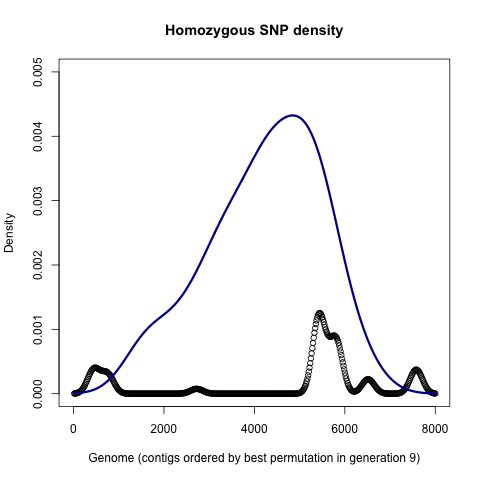 Homozygous SNP density
0.005
0.004
0.003
0.002
0.001
0.000
Density
0 2000 4000 6000 8000
Genome (contigs ordered by best permutation in generation 9)